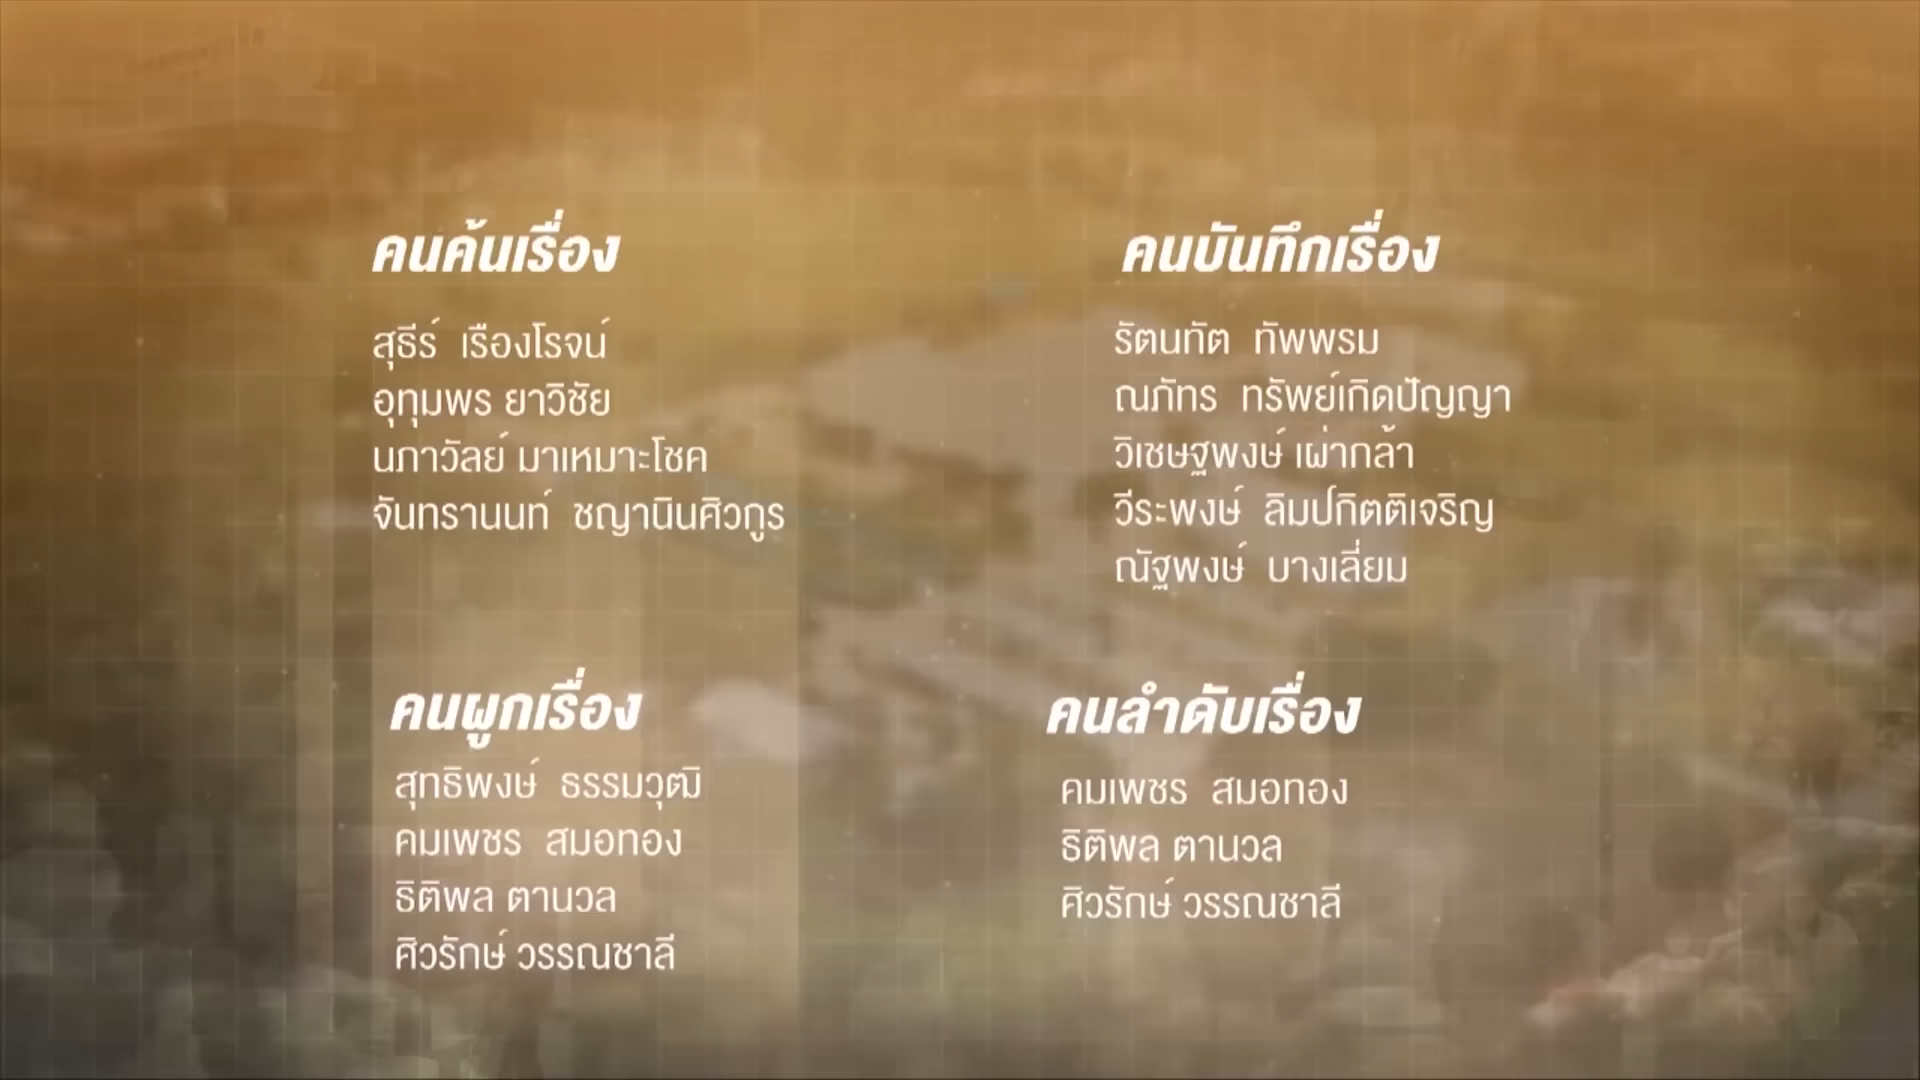 คนค้นเรื่อง
สุธีร์ เรืองโรจน์
อุทุมพร ยาวิชัย
นภาวัลย์ มาเหมาะโชค
จันทรานนท์ ชญานินศิวกูร
คนบันทึกเรื่อง
รัตนทัต ทัพพรม
ณภัทร ทรัพย์เกิดปัญญา
วิเชษฐพงษ์ เผ่ากล้า
วีระพงษ์ ลิมปกิตติเจริญ
ณัฐพงษ์ บางเลี่ยม
คนผูกเรื่อง
สุทธิพงษ์ ธรรมวุฒิ
คมเพชร สมอทอง
ธิติพล ตานวล
ศิวรักษ์ วรรณชาลี
คนลำดับเรื่อง
คมเพชร สมอทอง
ธิติพล ตานวล
ศิวรักษ์ วรรณชาลี